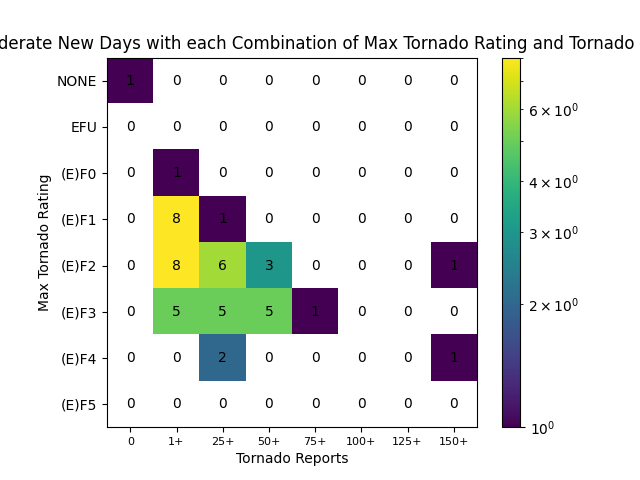 derate New Days with each Combination of Max Tornado Rating and Tornado
NONE 1 0 0 0 0 0 0 0
EFU 0 0 0 0 0 0 0 0
(E)F0 0 1 0 0 0 0 0 0
(E)F1 0 8 1 0 0 0 0 0
(E)F2 0 8 6 3 0 0 0 1
(E)F3 0 5 5 5 1 0 0 0
(E)F4 0 0 2 0 0 0 0 1
(E)F5 0 0 0 0 0 0 0 0
0 1+ 25+ 50+ 75+ 100+ 125+ 150+
Tornado Reports
Max Tornado Rating
6 × 10⁰
4 × 10⁰
3 × 10⁰
2 × 10⁰
10⁰